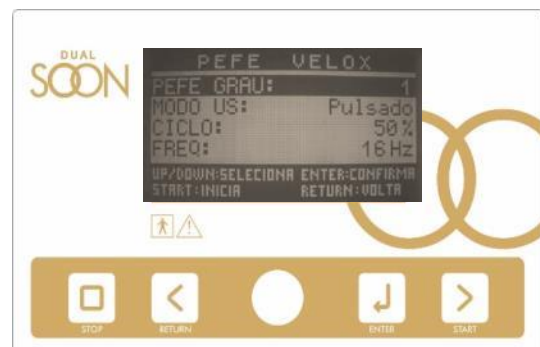 DUAL
SOON
PEFE VELOX
PEFE GRAU: 1
MODO US: Pulsado
CICLO: 50%
FREQ: 16Hz
UP/DOWN:SELECIONA ENTER:CONFIRMA
START:INICIA RETURN:VOLTA
STOP
RETURN
ENTER
START